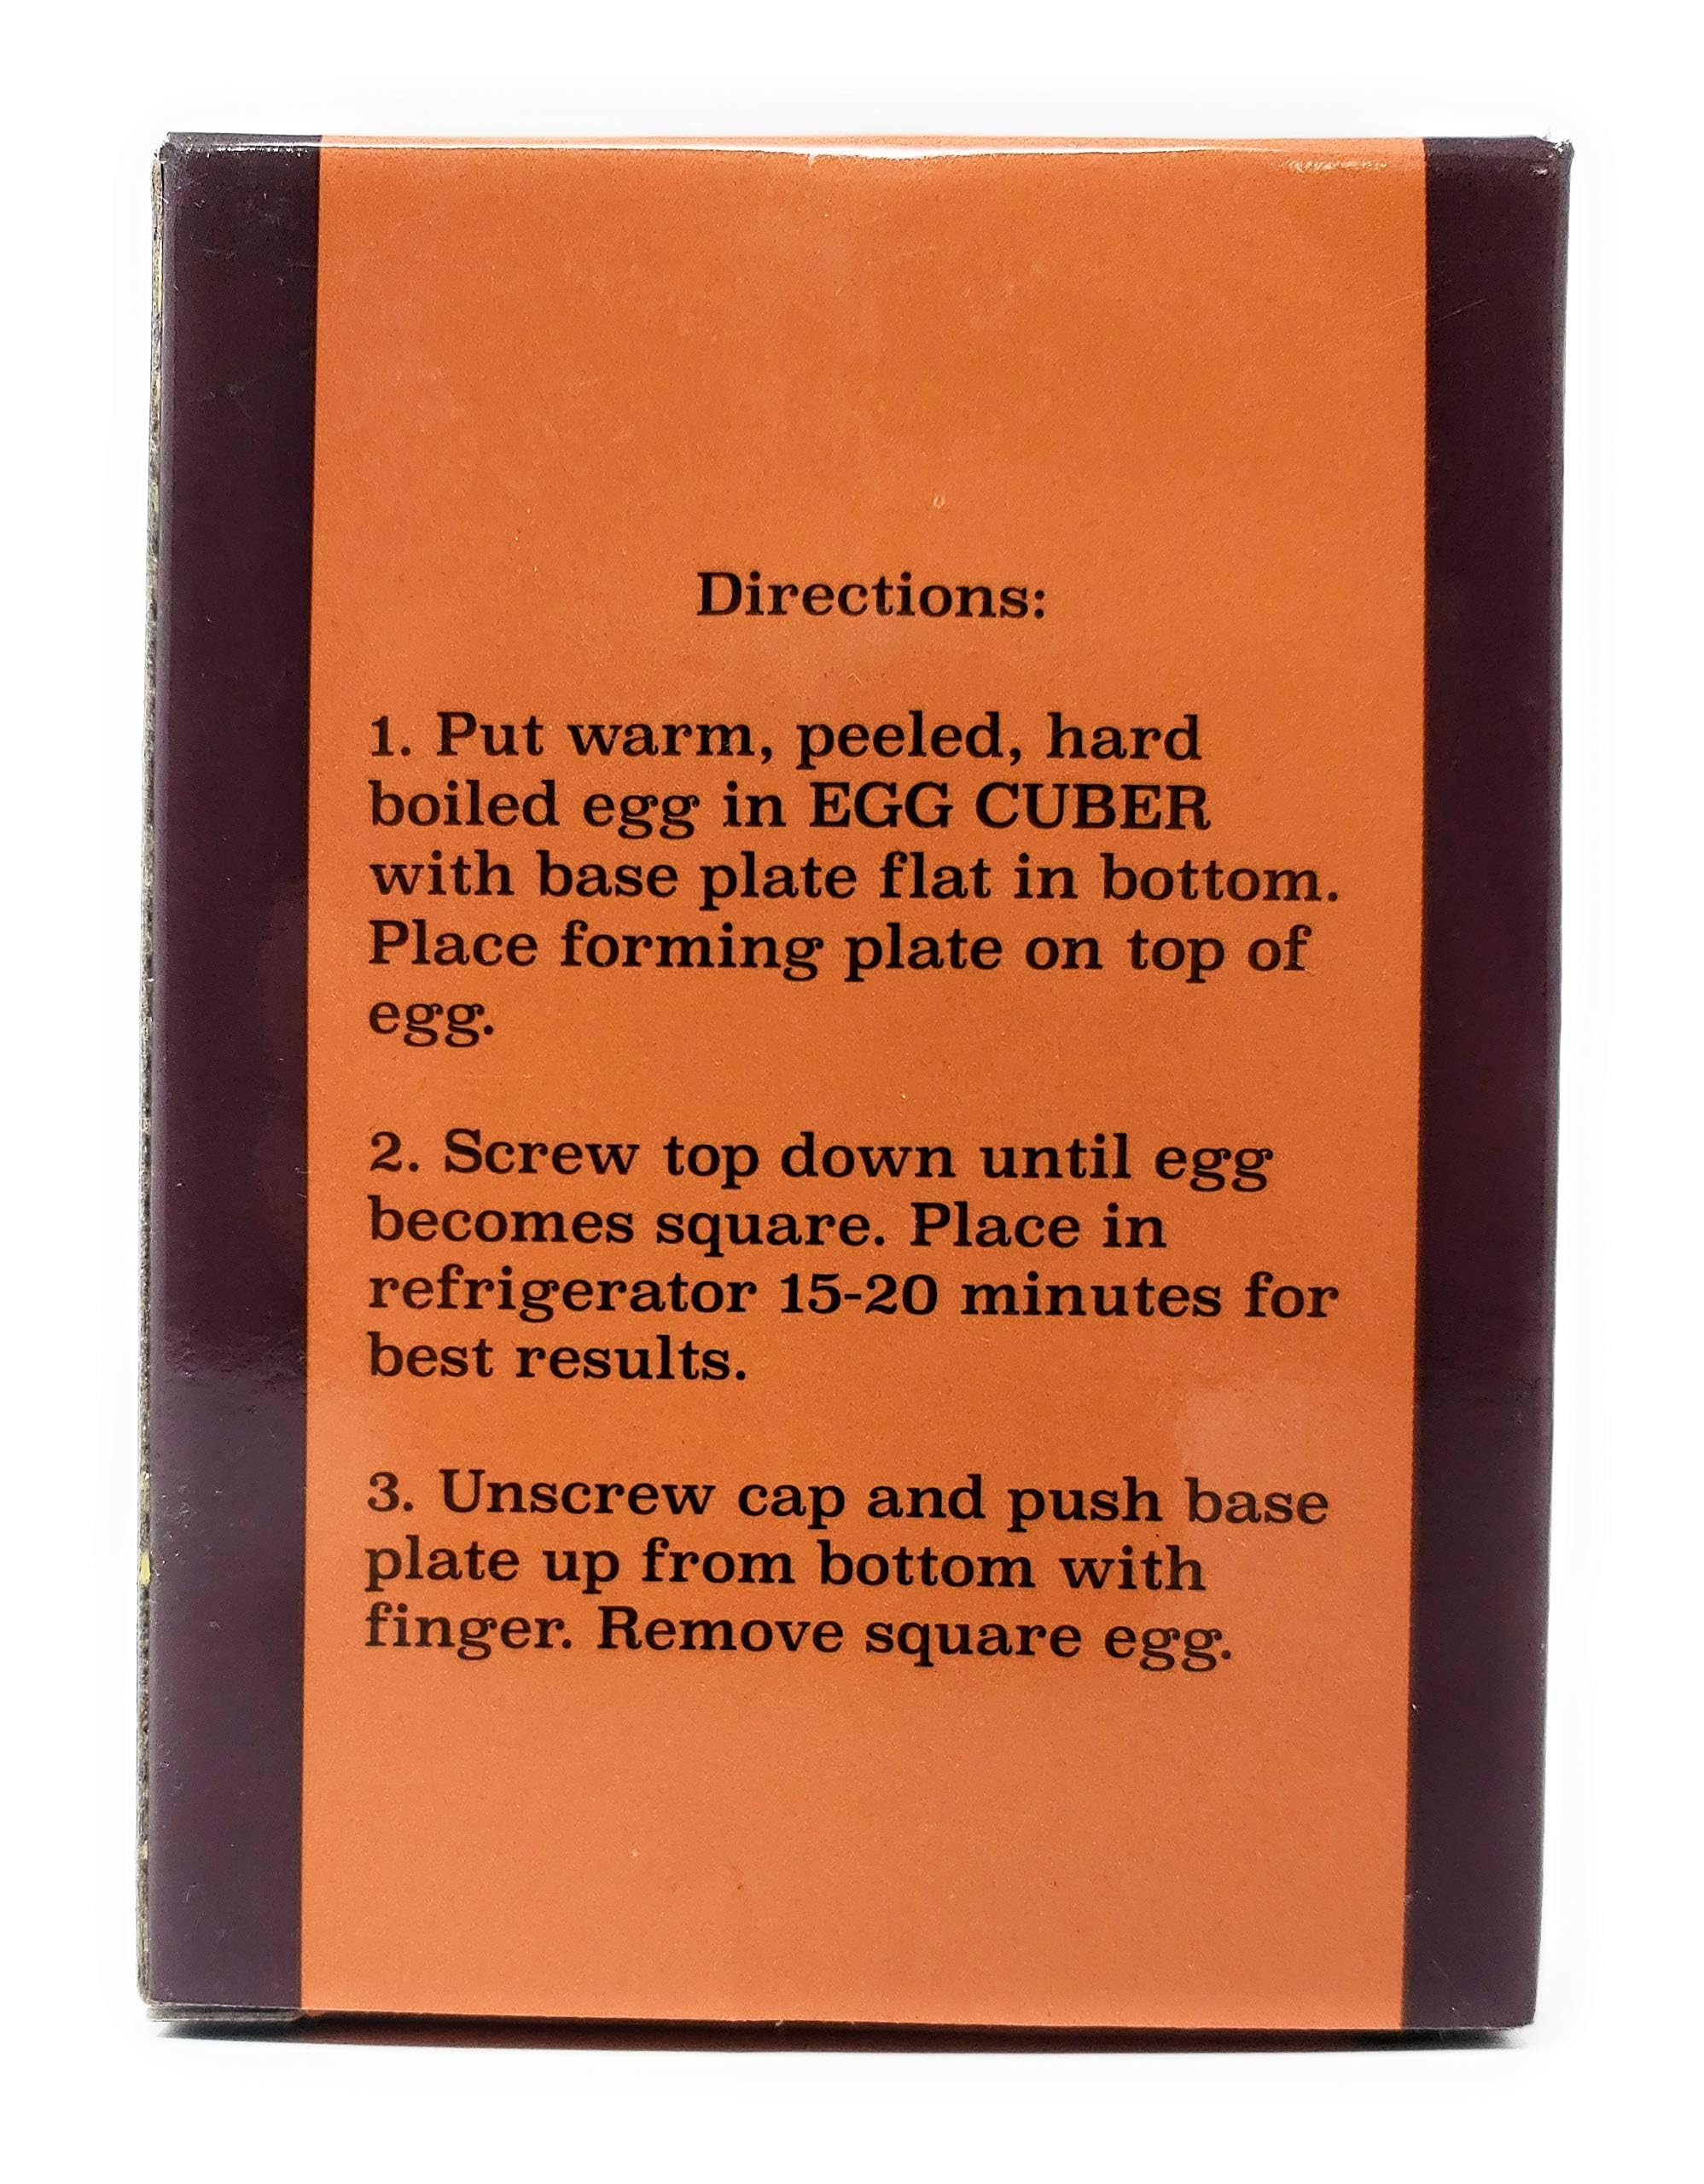 Directions:
1. Put warm, peeled, hard
boiled egg in EGG CUBER
with base plate flat in bottom.
Place forming plate on top of
egg.
2. Screw top down until egg
becomes square. Place in
refrigerator 15-20 minutes for
best results.
3. Unscrew cap and push base
plate up from bottom with
finger. Remove square egg.